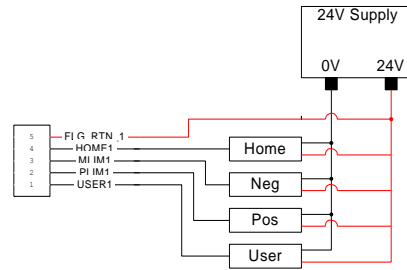 24V Supply
0V 24V
5 FLG_RTN_1
4 HOME1
3 MLIM1
2 PLIM1
1 USER1
Home
Neg
Pos
User